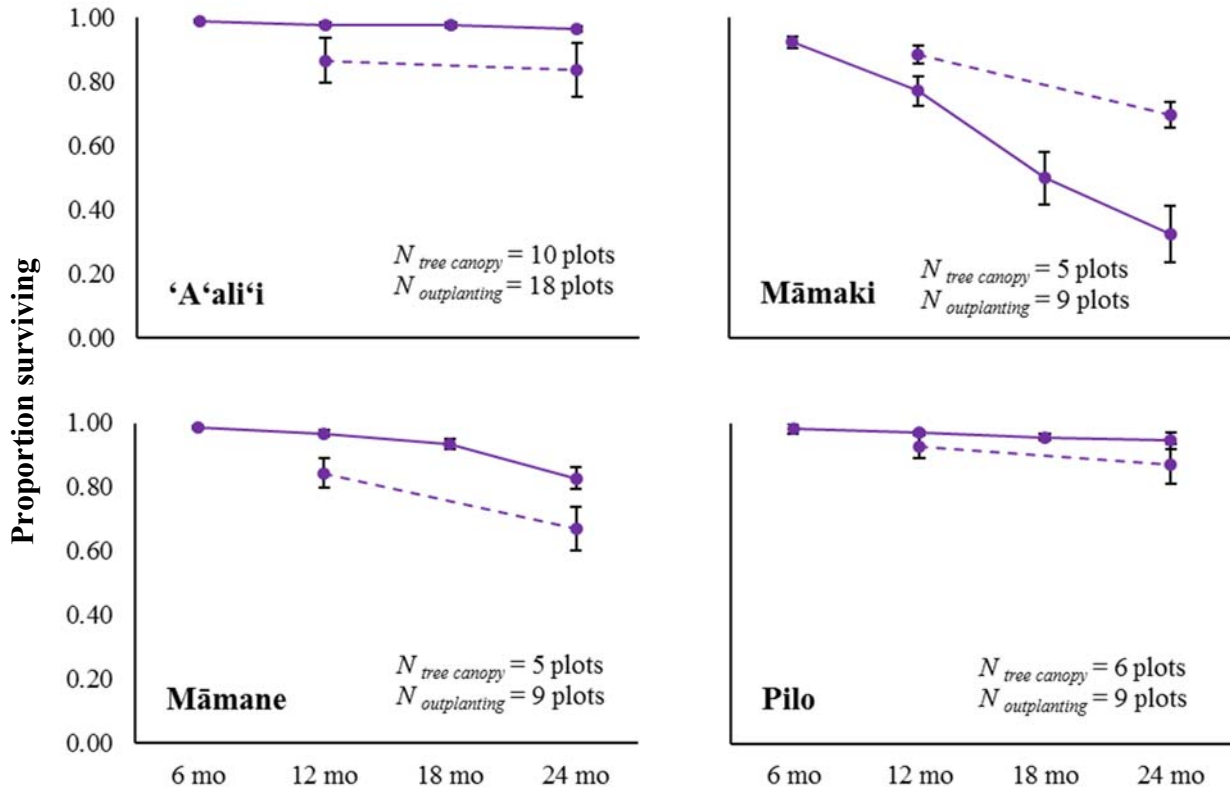 Proportion surviving
1.00
0.80
0.60
0.40
0.20
0.00
N tree canopy = 10 plots
N outplanting = 18 plots
ʻAʻaliʻi
N tree canopy = 5 plots
N outplanting = 9 plots
Māmaki
1.00
0.80
0.60
0.40
0.20
0.00
N tree canopy = 5 plots
N outplanting = 9 plots
Māmane
N tree canopy = 6 plots
N outplanting = 9 plots
Pilo
6 mo 12 mo 18 mo 24 mo
6 mo 12 mo 18 mo 24 mo